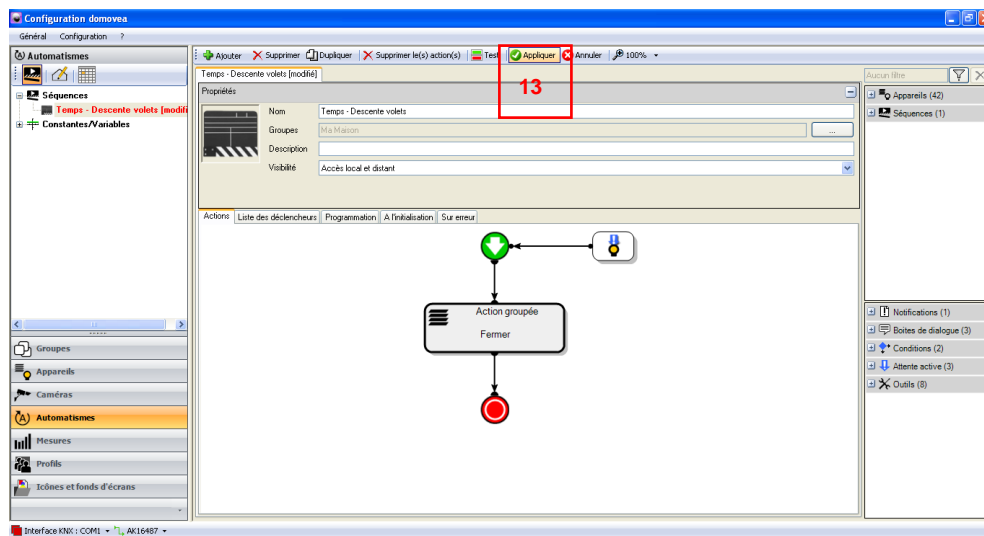 Configuration domovea
Général Configuration ?
Automatismes
Ajouter Supprimer Dupliquer Supprimer le(s) action(s) Test Appliquer Annuler 100%
13
Séquences
Temps - Descente volets [modifi
Constantes/Variables
Temps - Descente volets [modifié]
Propriétés
Nom Temps - Descente volets
Groupes Ma Maison ...
Description
Visibilité Accès local et distant
Actions Liste des déclencheurs Programmation A l'initialisation Sur erreur
Action groupée
Fermer
Aucun filtre
Appareils (42)
Séquences (1)
Notifications (1)
Boites de dialogue (3)
Conditions (2)
Attente active (3)
Outils (8)
Groupes
Appareils
Caméras
Automatismes
Mesures
Profils
Icônes et fonds d'écrans
Interface KNX : COM1 AK16487